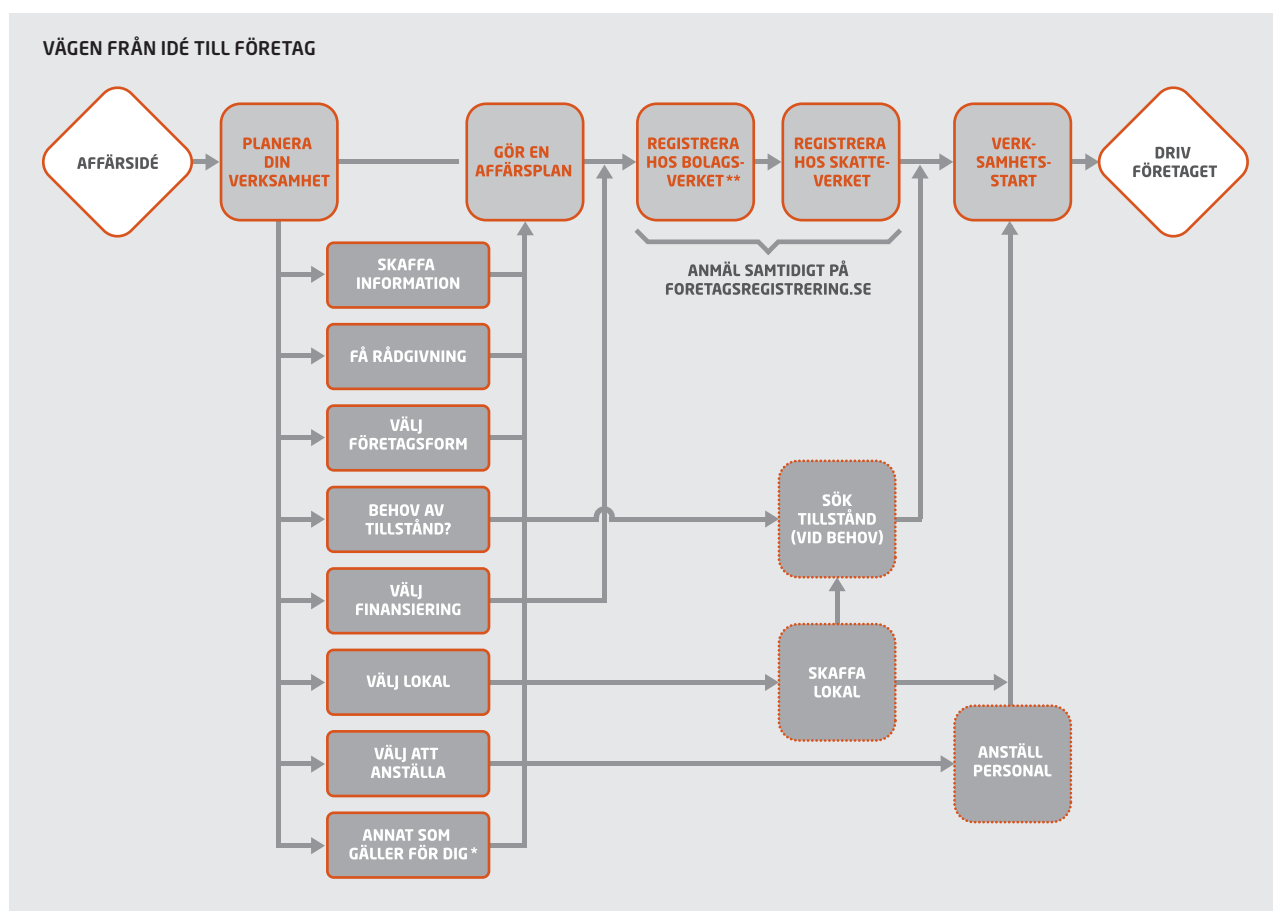 VÄGEN FRÅN IDÉ TILL FÖRETAG
AFFÄRSIDÉ
PLANERA
DIN
VERKSAMHET
GÖR EN
AFFÄRSPLAN
REGISTRERA
HOS BOLAGS-
VERKET**
REGISTRERA
HOS SKATTE-
VERKET
VERK-
SAMHETS-
START
DRIV
FÖRETAGET
ANMÄL SAMTIDIGT PÅ
FORETAGSREGISTRERING.SE
SKAFFA
INFORMATION
FÅ RÅDGIVNING
VÄLJ
FÖRETAGSFORM
BEHOV AV
TILLSTÅND?
SÖK
TILLSTÅND
(VID BEHOV)
VÄLJ
FINANSIERING
VÄLJ LOKAL
SKAFFA
LOKAL
VÄLJ ATT
ANSTÄLLA
ANSTÄLL
PERSONAL
ANNAT SOM
GÄLLER FÖR DIG *